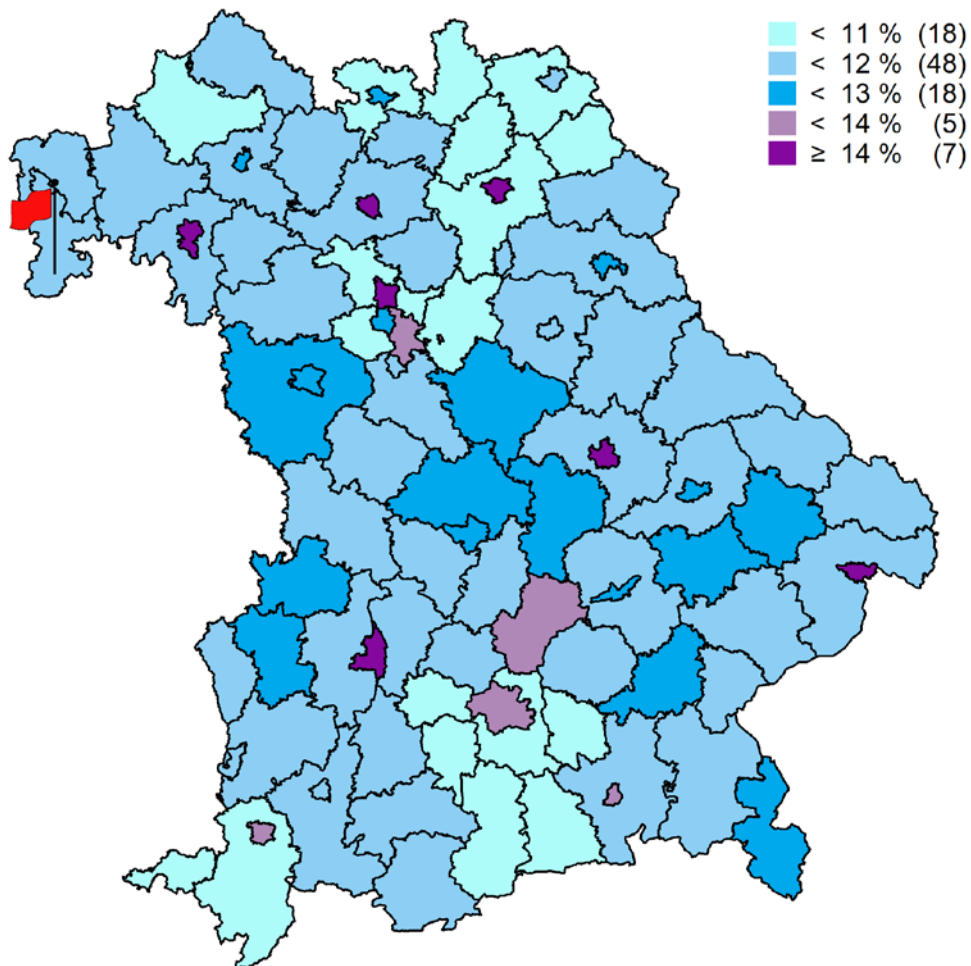 < 11 % (18)
< 12 % (48)
< 13 % (18)
< 14 % (5)
≥ 14 % (7)